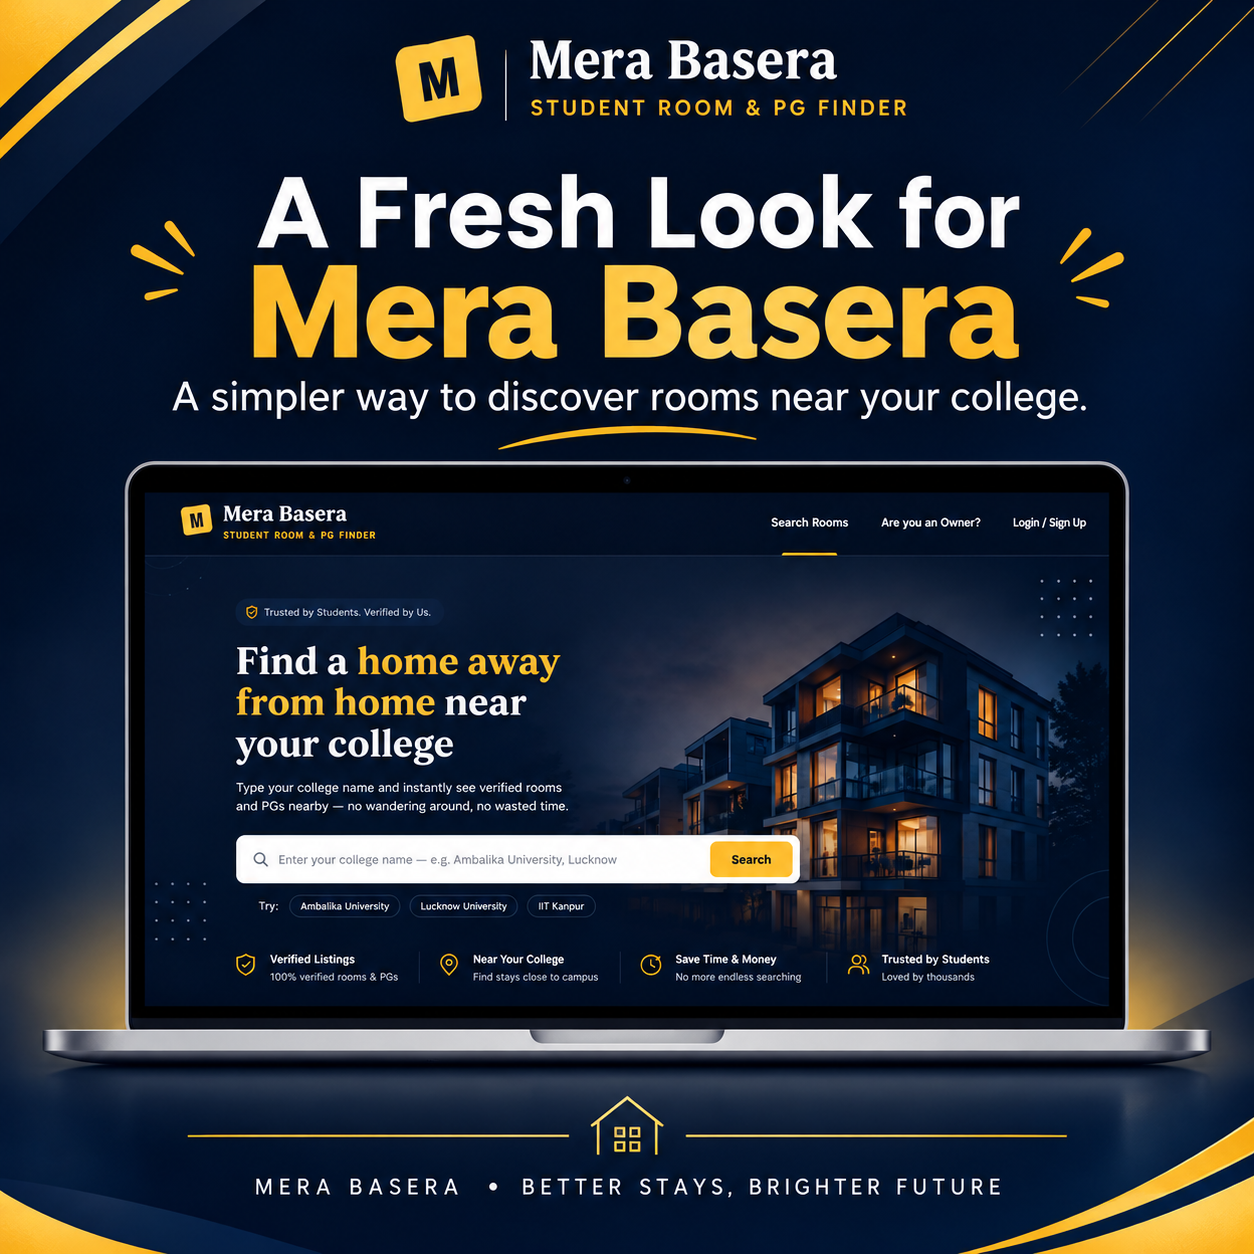 M
Mera Basera
STUDENT ROOM & PG FINDER
A Fresh Look for
Mera Basera
A simpler way to discover rooms near your college.
M
Mera Basera
STUDENT ROOM & PG FINDER
Search Rooms
Are you an Owner?
Login / Sign Up
Trusted by Students. Verified by Us.
Find a home away
from home near
your college
Type your college name and instantly see verified rooms
and PGs nearby — no wandering around, no wasted time.
Enter your college name — e.g. Ambalika University, Lucknow
Search
Try:
Ambalika University
Lucknow University
IIT Kanpur
Verified Listings
100% verified rooms & PGs
Near Your College
Find stays close to campus
Save Time & Money
No more endless searching
Trusted by Students
Loved by thousands
MERA BASERA • BETTER STAYS, BRIGHTER FUTURE